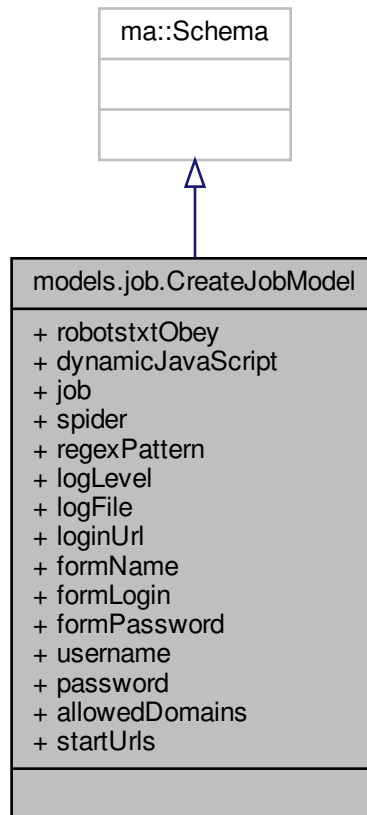 ma::Schema
models.job.CreateJobModel
+ robotstxtObey
+ dynamicJavaScript
+ job
+ spider
+ regexPattern
+ logLevel
+ logFile
+ loginUrl
+ formName
+ formLogin
+ formPassword
+ username
+ password
+ allowedDomains
+ startUrls